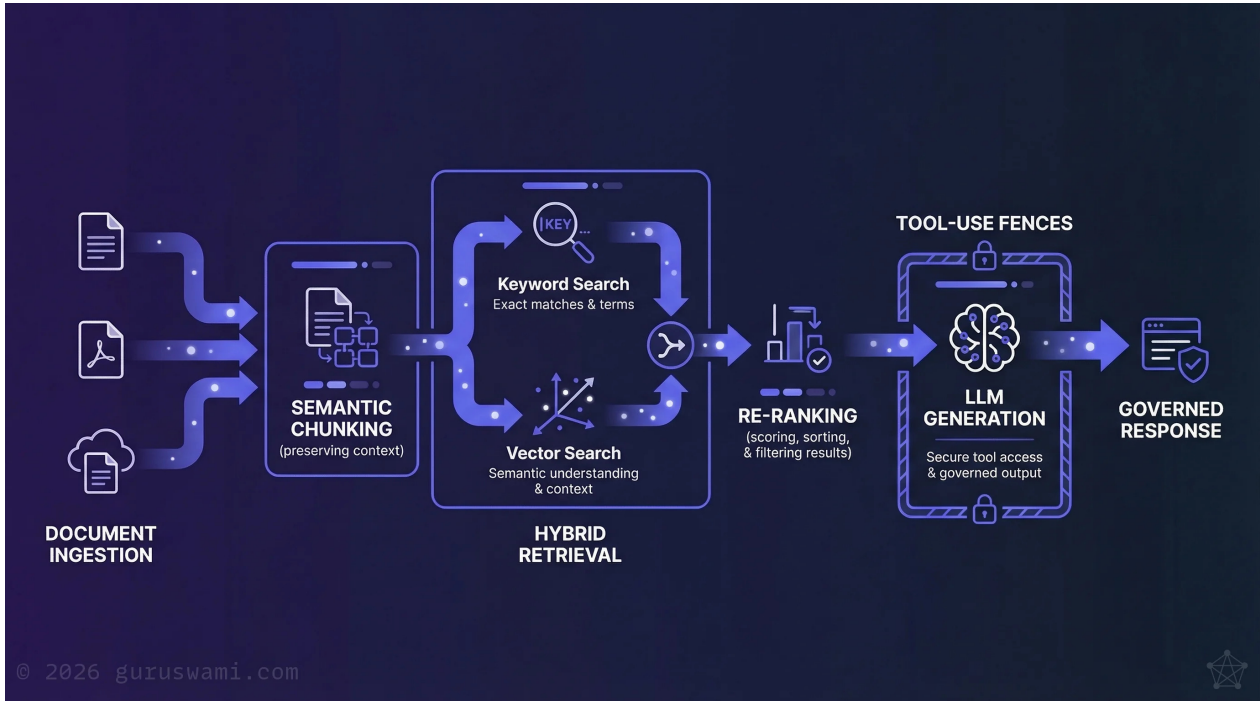 DOCUMENT
INGESTION
SEMANTIC
CHUNKING
(preserving context)
KEY
...
Keyword Search
Exact matches & terms
Vector Search
Semantic understanding
& context
HYBRID
RETRIEVAL
RE-RANKING
(scoring, sorting,
& filtering results)
TOOL-USE FENCES
LLM
GENERATION
Secure tool access
& governed output
GOVERNED
RESPONSE
© 2026 guruswami.com